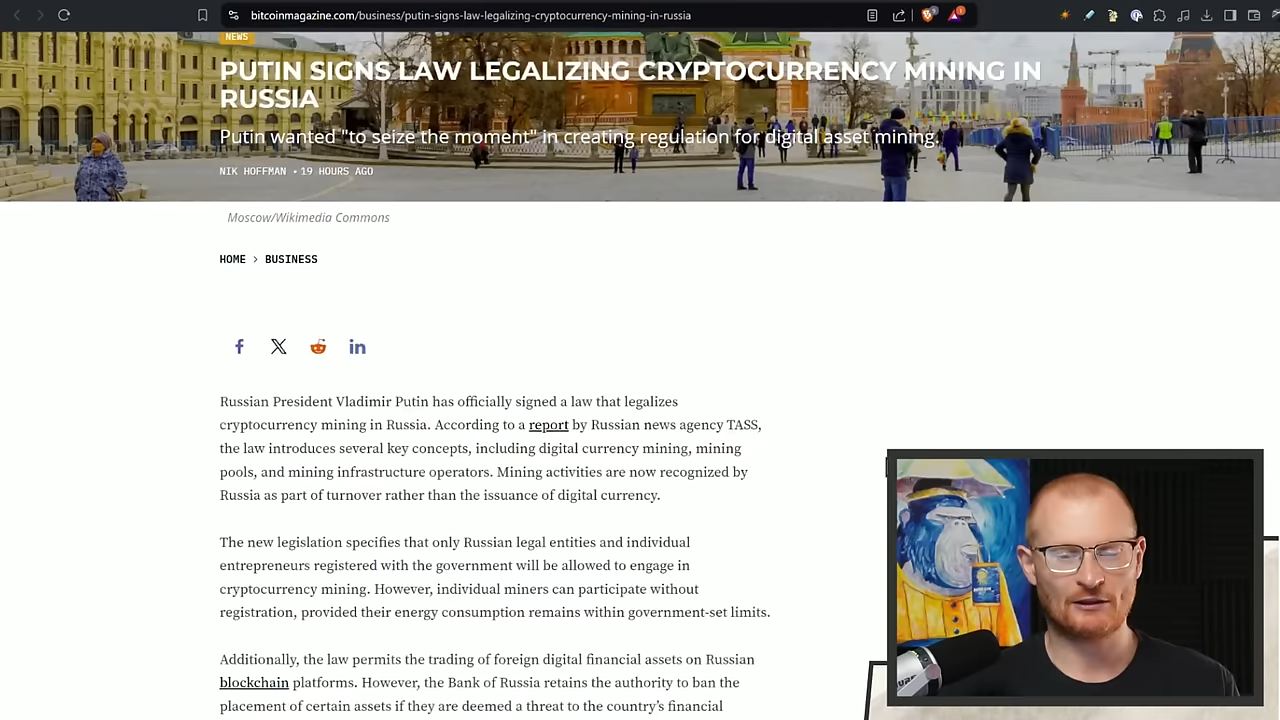 bitcoinmagazine.com/business/putin-signs-law-legalizing-cryptocurrency-mining-in-russia
NEWS
PUTIN SIGNS LAW LEGALIZING CRYPTOCURRENCY MINING IN
RUSSIA
Putin wanted "to seize the moment" in creating regulation for digital asset mining.
NIK HOFFMAN • 19 HOURS AGO
Moscow/Wikimedia Commons
HOME > BUSINESS
Russian President Vladimir Putin has officially signed a law that legalizes
cryptocurrency mining in Russia. According to a report by Russian news agency TASS,
the law introduces several key concepts, including digital currency mining, mining
pools, and mining infrastructure operators. Mining activities are now recognized by
Russia as part of turnover rather than the issuance of digital currency.
The new legislation specifies that only Russian legal entities and individual
entrepreneurs registered with the government will be allowed to engage in
cryptocurrency mining. However, individual miners can participate without
registration, provided their energy consumption remains within government-set limits.
Additionally, the law permits the trading of foreign digital financial assets on Russian
blockchain platforms. However, the Bank of Russia retains the authority to ban the
placement of certain assets if they are deemed a threat to the country's financial